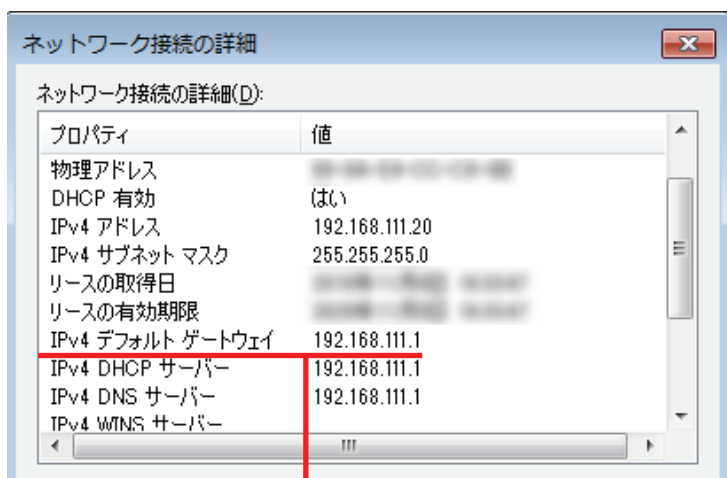 ネットワーク接続の詳細
ネットワーク接続の詳細(D):
プロパティ 値
物理アドレス
DHCP 有効 はい
IPv4 アドレス 192.168.111.20
IPv4 サブネット マスク 255.255.255.0
リースの取得日
リースの有効期限
IPv4 デフォルト ゲートウェイ 192.168.111.1
IPv4 DHCP サーバー 192.168.111.1
IPv4 DNS サーバー 192.168.111.1
IPv4 WINS サーバー